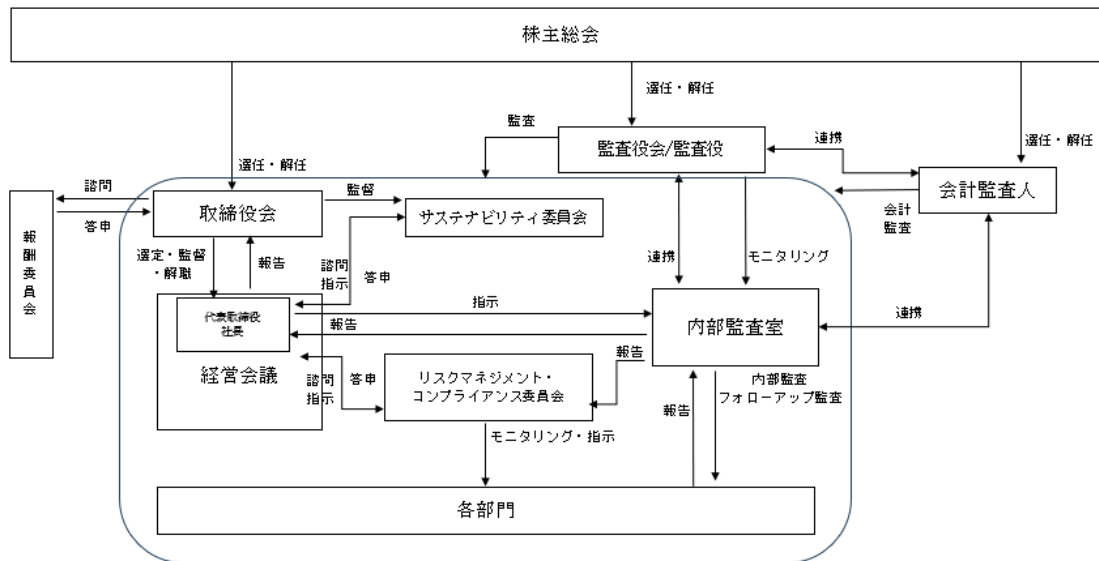 株主総会
選任・解任
監査
監査役会/監査役
連携
選任・解任
選任・解任
会計監査人
諮問
取締役会
監督
サステナビリティ委員会
会計
監査
答申
報酬委員会
選定・監督
・解職
報告
諮問
指示
答申
連携
モニタリング
代表取締役
社長
指示
内部監査室
連携
報告
経営会議
諮問
指示
答申
リスクマネジメント・
コンプライアンス委員会
報告
内部監査
フォローアップ監査
報告
モニタリング・指示
各部門